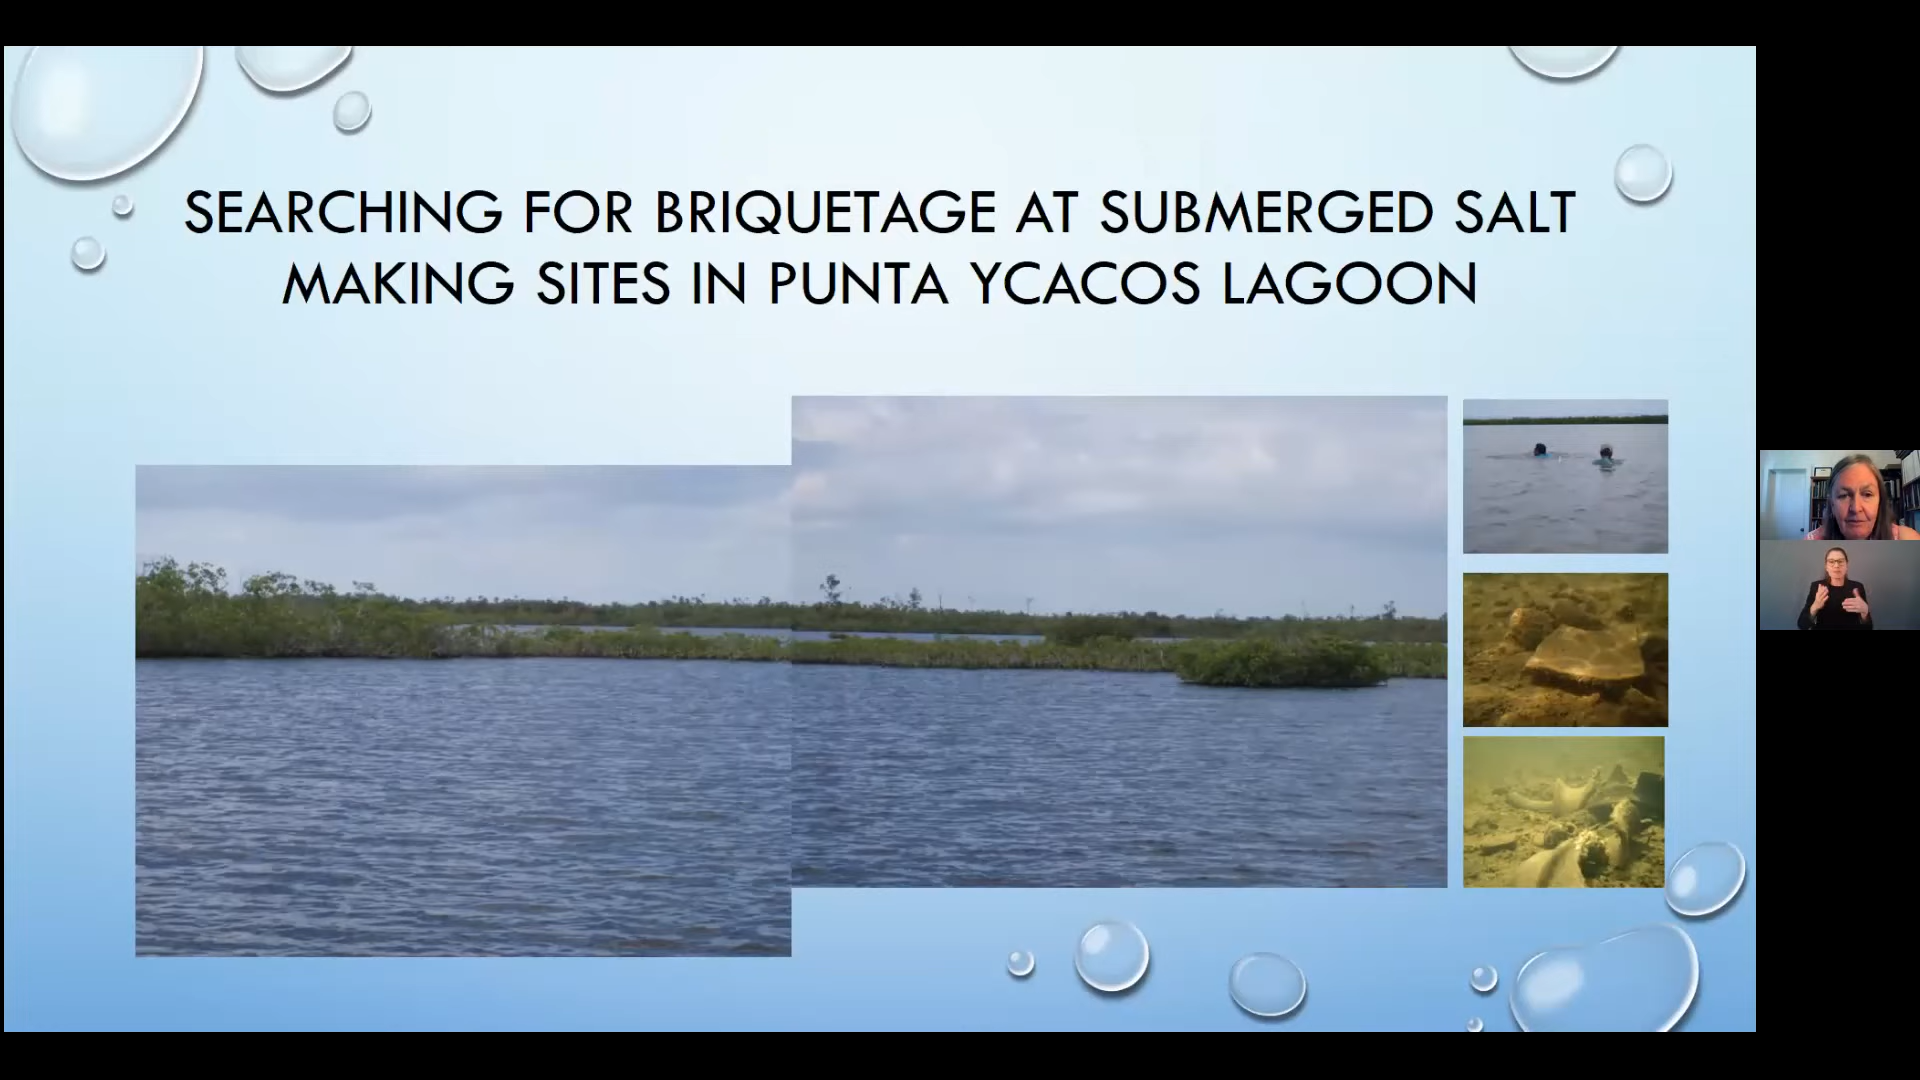 SEARCHING FOR BRIQUETAGE AT SUBMERGED SALT
MAKING SITES IN PUNTA YCACOS LAGOON